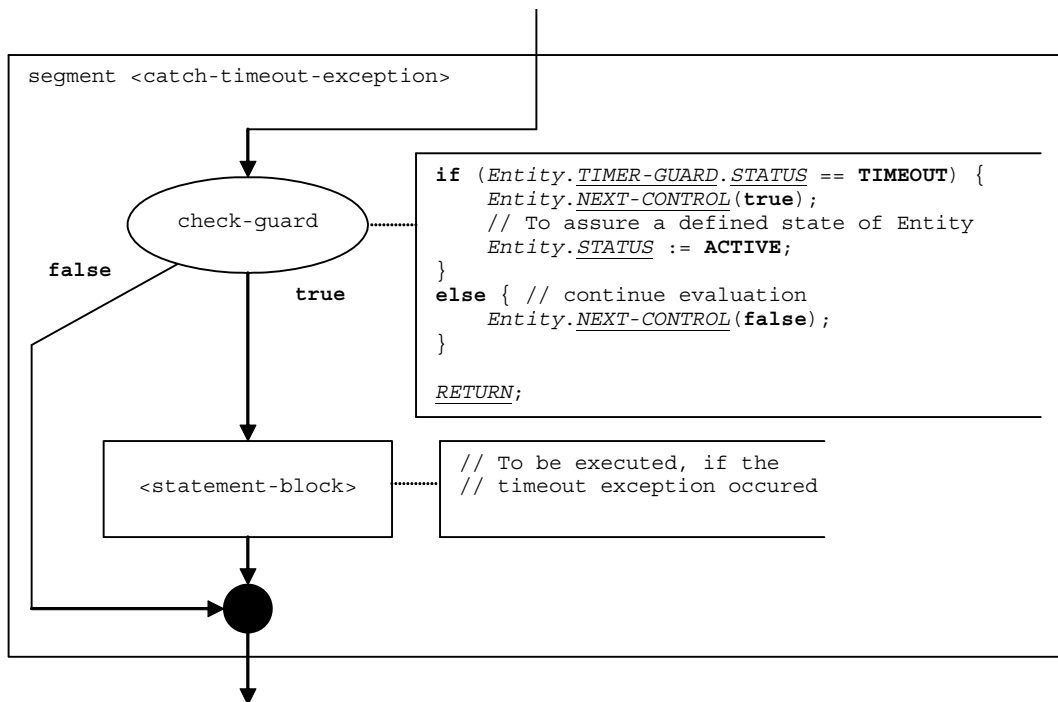 segment <catch-timeout-exception>
check-guard
false
true
if (Entity.TIMER-GUARD.STATUS == TIMEOUT) {
Entity.NEXT-CONTROL(true);
// To assure a defined state of Entity
Entity.STATUS := ACTIVE;
}
else { // continue evaluation
Entity.NEXT-CONTROL(false);
}
RETURN;
<statement-block>
// To be executed, if the
// timeout exception occured